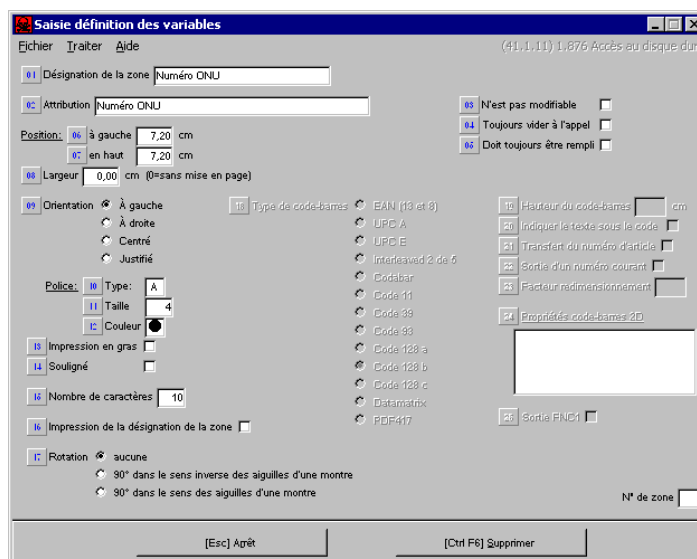 Saisie définition des variables
Fichier Traiter Aide
(41.1.11) 1.876 Accès au disque dur
01 Désignation de la zone Numéro ONU
02 Attribution Numéro ONU
03 N'est pas modifiable
04 Toujours vider à l'appel
05 Doit toujours être rempli
Position: 06 à gauche 7,20 cm
07 en haut 7,20 cm
08 Largeur 0,00 cm (0=sans mise en page)
09 Orientation À gauche
À droite
Centré
Justifié
18 Type de code-barres EAN (13 et 8)
UPC A
UPC E
Interleaved 2 de 5
Codabar
Code 11
Code 39
Code 93
Code 128 a
Code 128 b
Code 128 c
Datamatrix
PDF417
19 Hauteur du code-barres cm
20 Indiquer le texte sous le code
21 Transfert du numéro d'article
22 Sortie d'un numéro courant
23 Facteur redimensionnement
24 Propriétés code-barres 2D
25 Sortie FNC1
Police: 10 Type: A
11 Taille 4
12 Couleur
13 Impression en gras
14 Souligné
15 Nombre de caractères 10
16 Impression de la désignation de la zone
17 Rotation aucune
90° dans le sens inverse des aiguilles d'une montre
90° dans le sens des aiguilles d'une montre
N° de zone
[Esc] Arrêt
[Ctrl F6] Supprimer